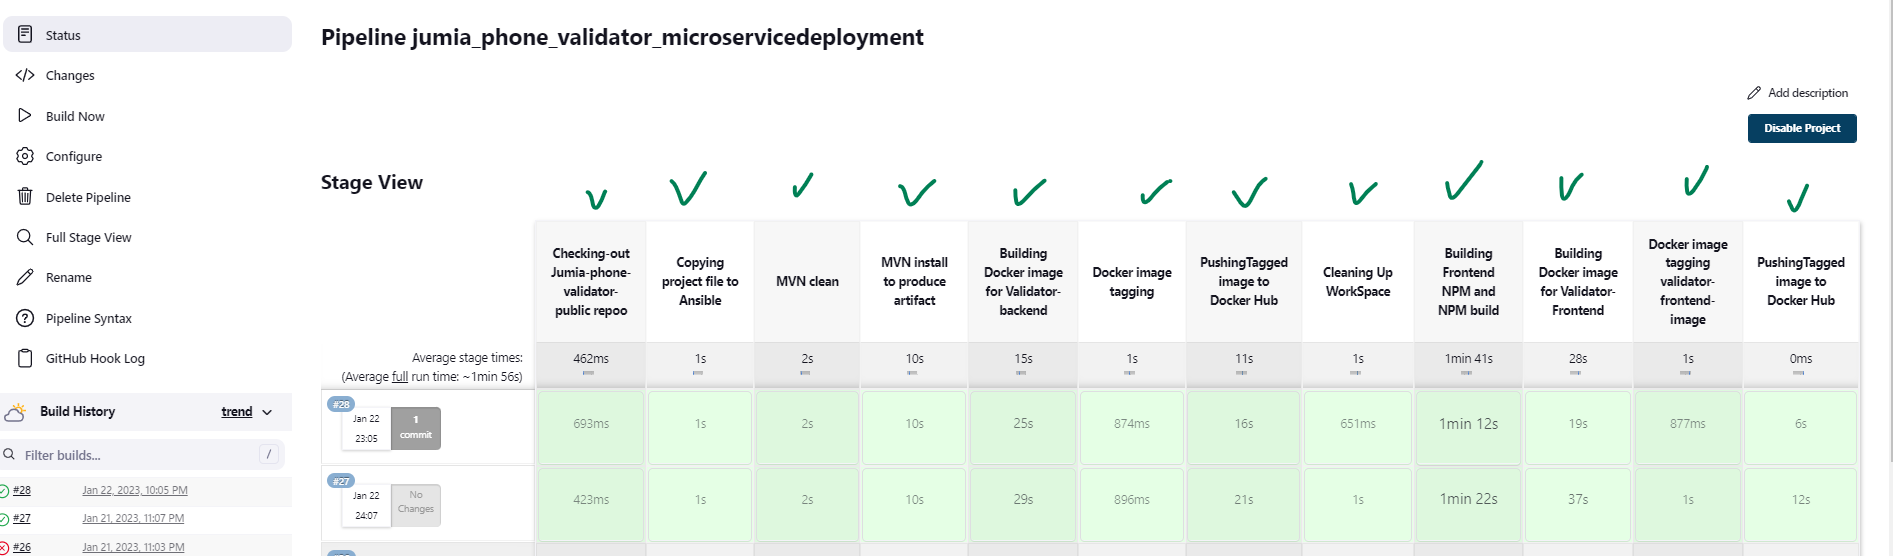 Status
Changes
Build Now
Configure
Delete Pipeline
Full Stage View
Rename
Pipeline Syntax
GitHub Hook Log
Build History
trend
Filter builds...
/
#28
Jan 22, 2023, 10:05 PM
#27
Jan 21, 2023, 11:07 PM
#26
Jan 21, 2023, 11:03 PM
Pipeline jumia_phone_validator_microservicedeployment
Add description
Disable Project
Stage View
Checking-out
Jumia-phone-
validator-
public repoo
Copying
project file to
Ansible
MVN clean
MVN install
to produce
artifact
Building
Docker image
for Validator-
backend
Docker image
tagging
PushingTagged
image to
Docker Hub
Cleaning Up
WorkSpace
Building
Frontend
NPM and
NPM build
Building
Docker image
for Validator-
Frontend
Docker image
tagging
validator-
frontend-
image
PushingTagged
image to
Docker Hub
Average stage times:
(Average full run time: ~1min 56s)
462ms
1s
2s
10s
15s
1s
11s
1s
1min 41s
28s
1s
0ms
#28
Jan 22
23:05
1
commit
693ms
1s
2s
10s
25s
874ms
16s
651ms
1min 12s
19s
877ms
6s
#27
Jan 22
24:07
No
Changes
423ms
1s
2s
10s
29s
896ms
21s
1s
1min 22s
37s
1s
12s